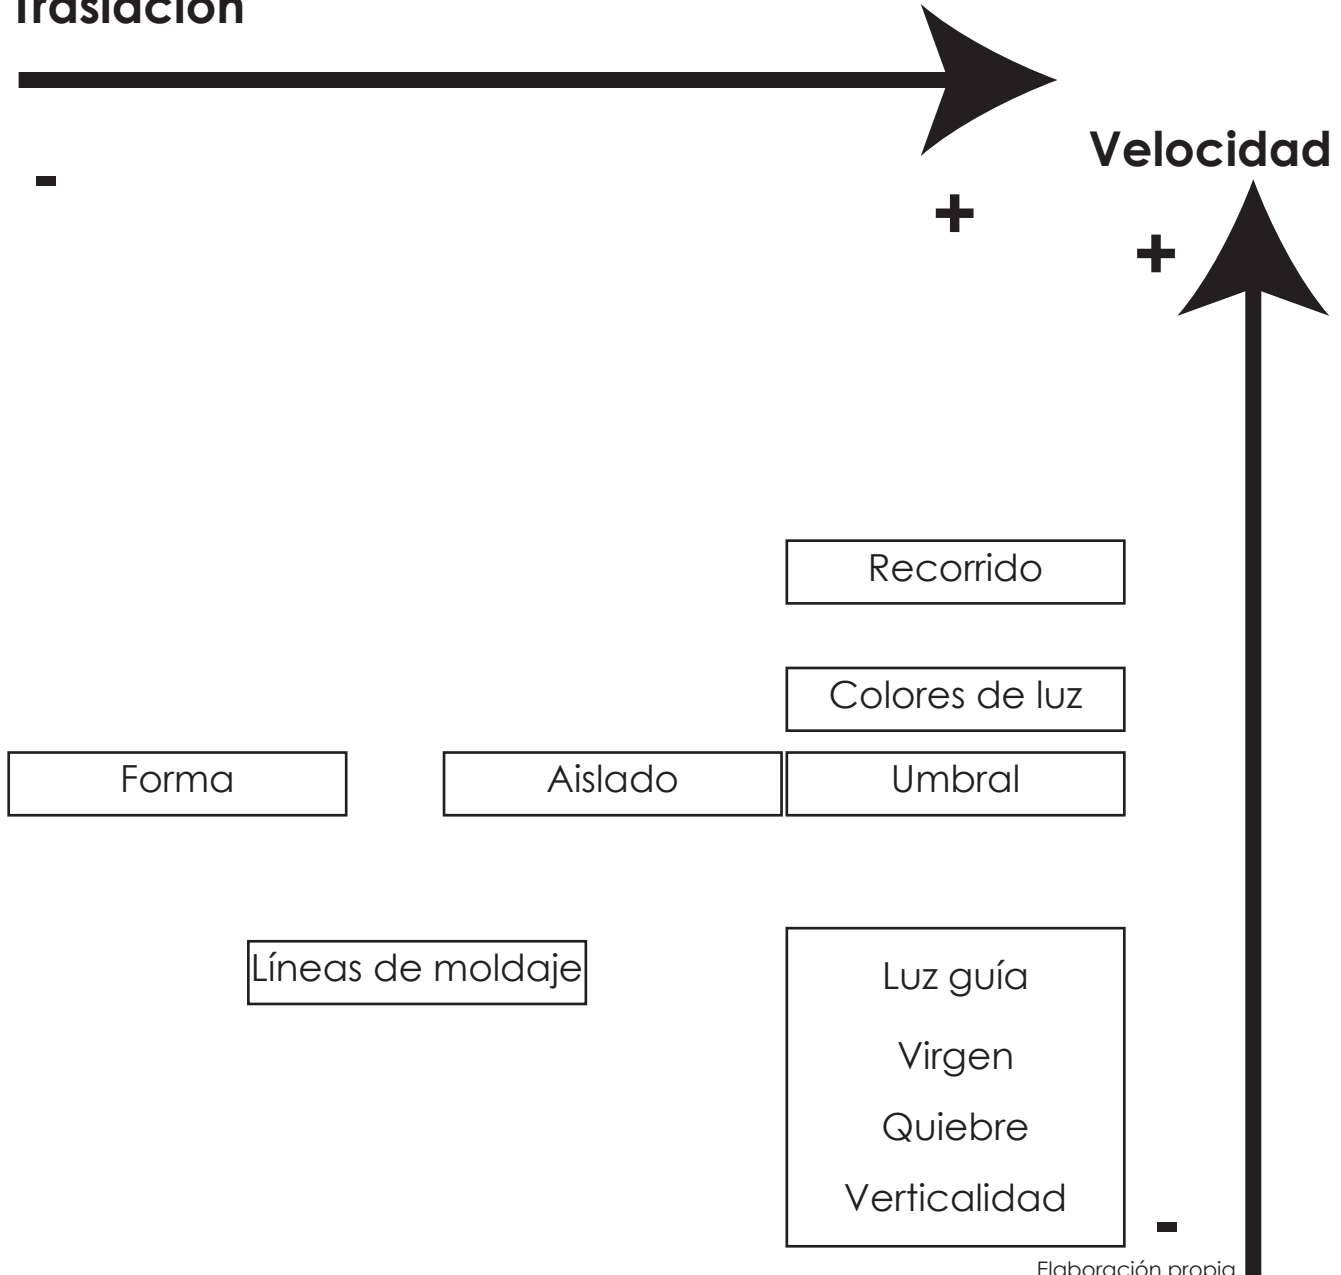 Traslación
Velocidad
-
+
+
Recorrido
Colores de luz
Forma
Aislado
Umbral
Líneas de moldaje
Luz guía
Virgen
Quiebre
Verticalidad
-
Elaboración propia